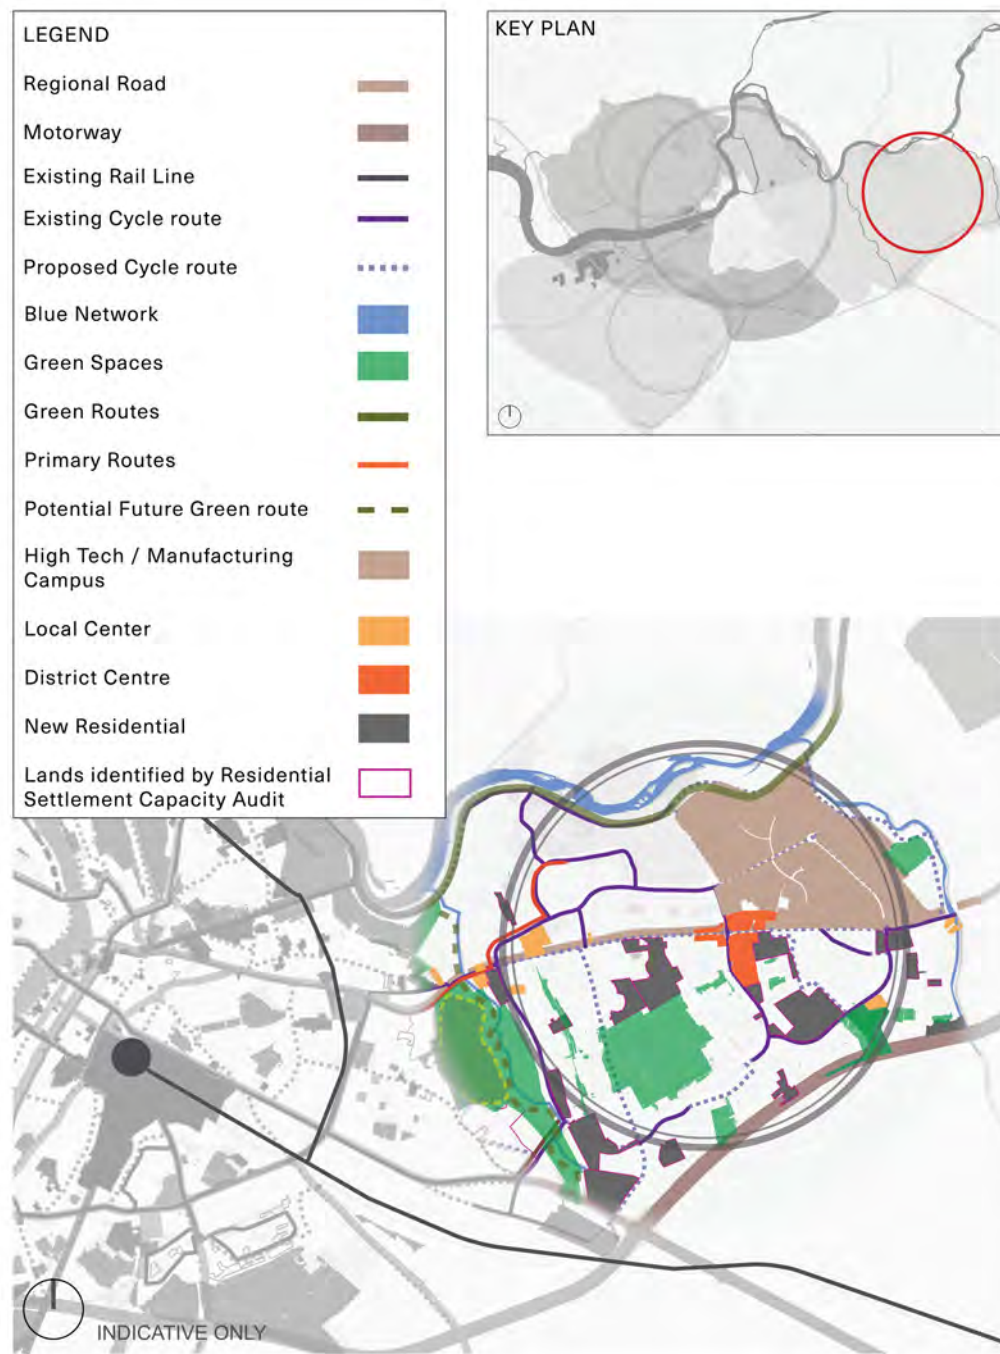 LEGEND
Regional Road
Motorway
Existing Rail Line
Existing Cycle route
Proposed Cycle route
Blue Network
Green Spaces
Green Routes
Primary Routes
Potential Future Green route
High Tech / Manufacturing
Campus
Local Center
District Centre
New Residential
Lands identified by Residential
Settlement Capacity Audit
KEY PLAN
INDICATIVE ONLY